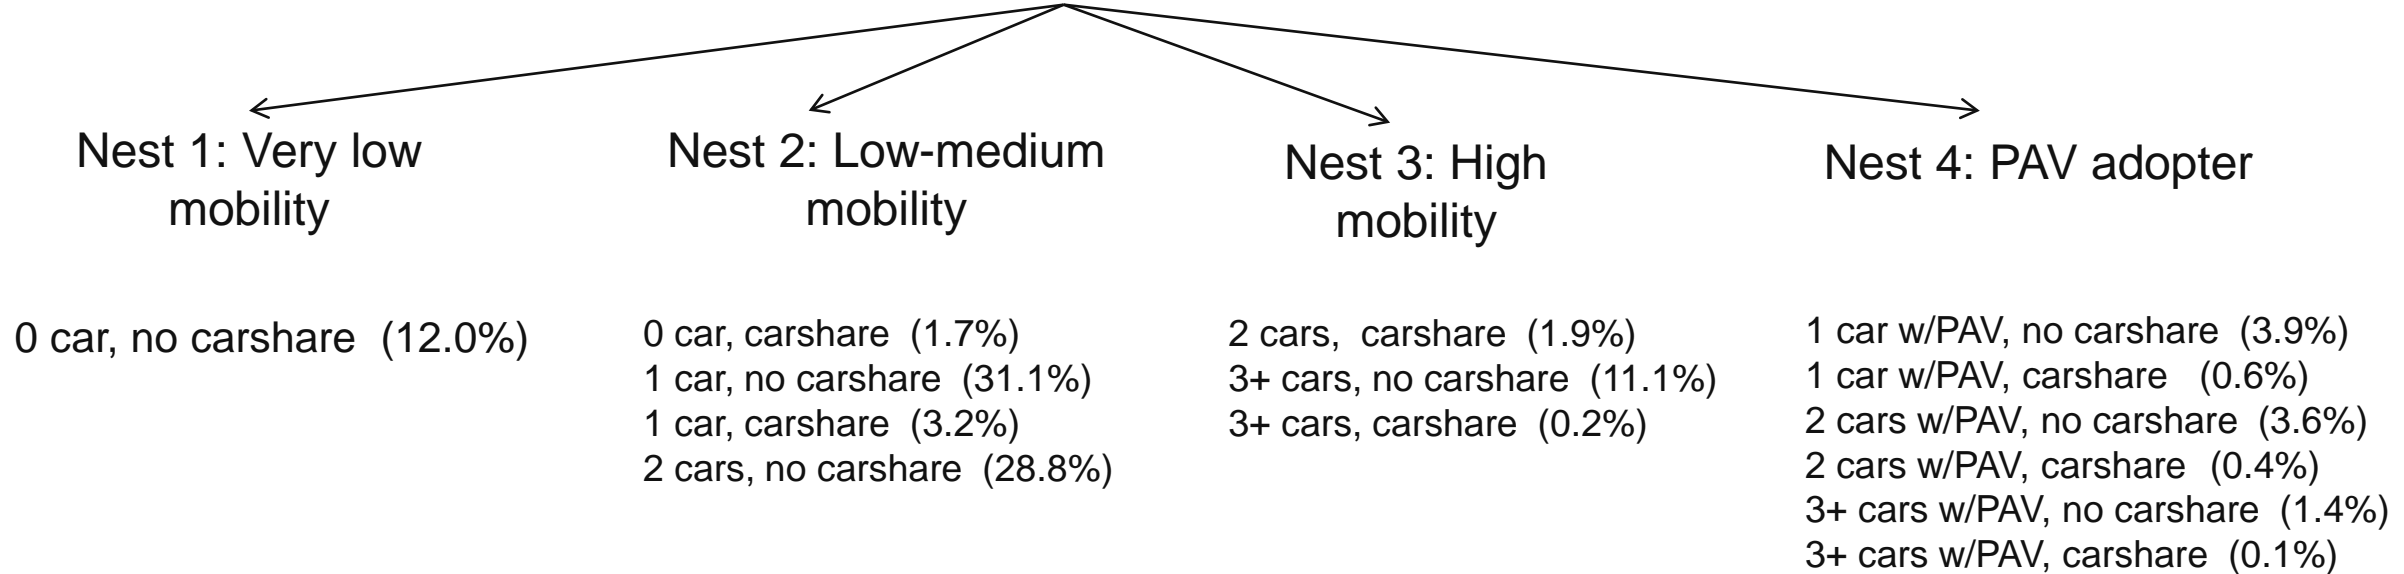 Nest 1: Very low
mobility
0 car, no carshare (12.0%)
Nest 2: Low-medium
mobility
0 car, carshare (1.7%)
1 car, no carshare (31.1%)
1 car, carshare (3.2%)
2 cars, no carshare (28.8%)
Nest 3: High
mobility
2 cars, carshare (1.9%)
3+ cars, no carshare (11.1%)
3+ cars, carshare (0.2%)
Nest 4: PAV adopter
1 car w/PAV, no carshare (3.9%)
1 car w/PAV, carshare (0.6%)
2 cars w/PAV, no carshare (3.6%)
2 cars w/PAV, carshare (0.4%)
3+ cars w/PAV, no carshare (1.4%)
3+ cars w/PAV, carshare (0.1%)